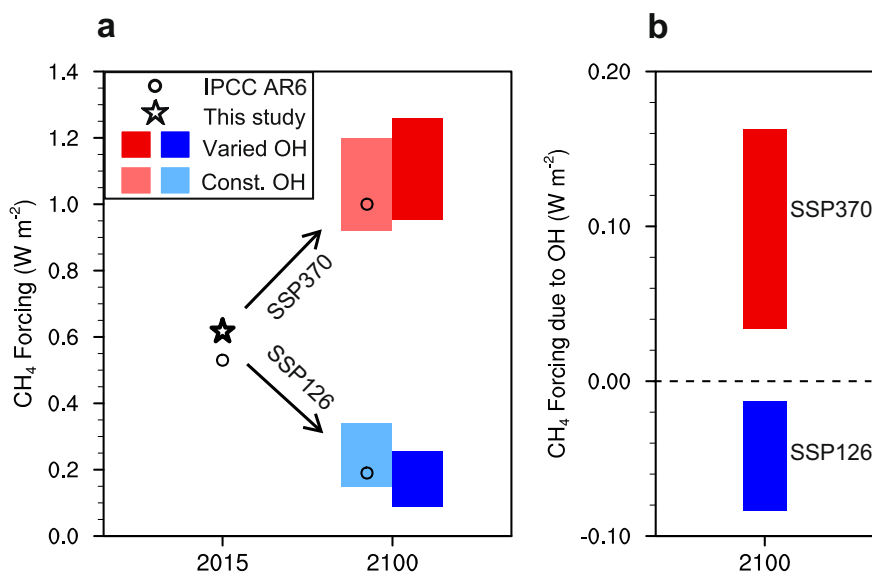 a
CH4 Forcing (W m-2)
1.4
1.2
1.0
0.8
0.6
0.4
0.2
0.0
IPCC AR6
This study
Varied OH
Const. OH
SSP370
SSP126
2015
2100
b
CH4 Forcing due to OH (W m-2)
0.20
0.10
0.00
-0.10
SSP370
SSP126
2100